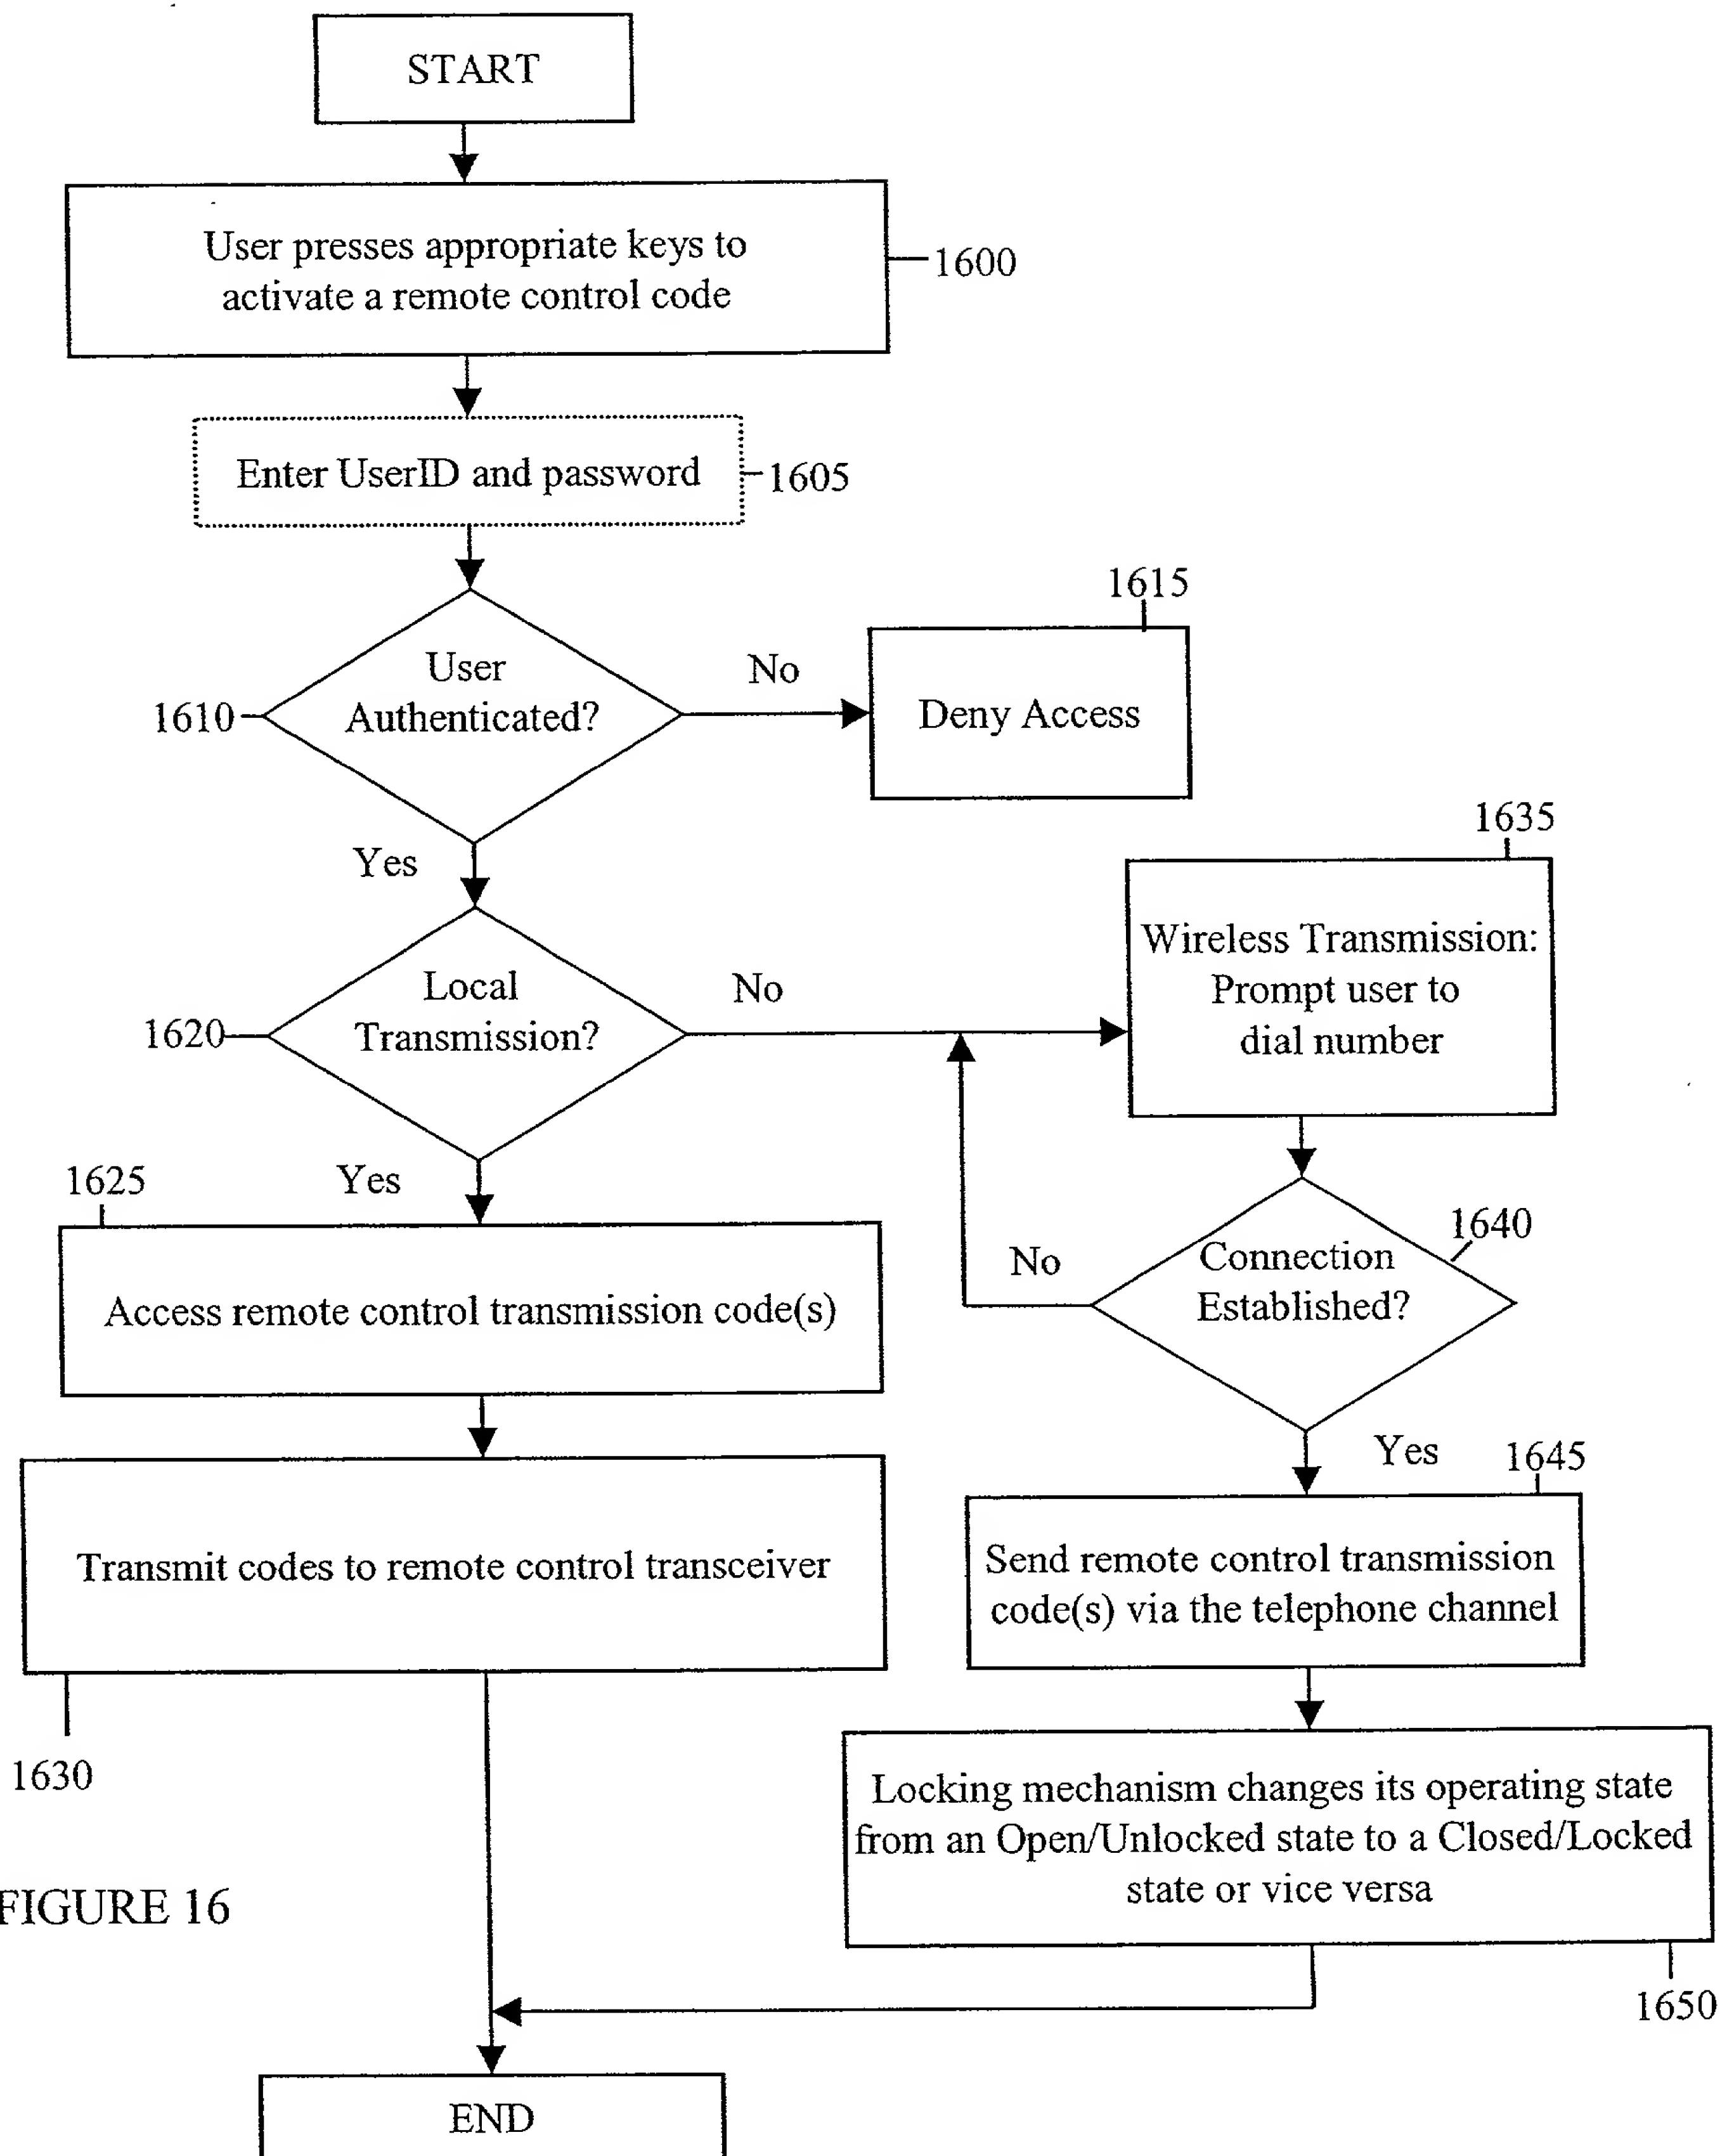 START
User presses appropriate keys to
activate a remote control code
1600
Enter UserID and password
1605
1615
User
Authenticated?
No
1610
Deny Access
Yes
1635
Wireless Transmission:
Prompt user to
dial number
Local
Transmission?
No
1620
1625
Yes
1640
Connection
Established?
No
Access remote control transmission code(s)
Yes
1645
Transmit codes to remote control transceiver
Send remote control transmission
code(s) via the telephone channel
1630
Locking mechanism changes its operating state
from an Open/Unlocked state to a Closed/Locked
state or vice versa
FIGURE 16
1650
END